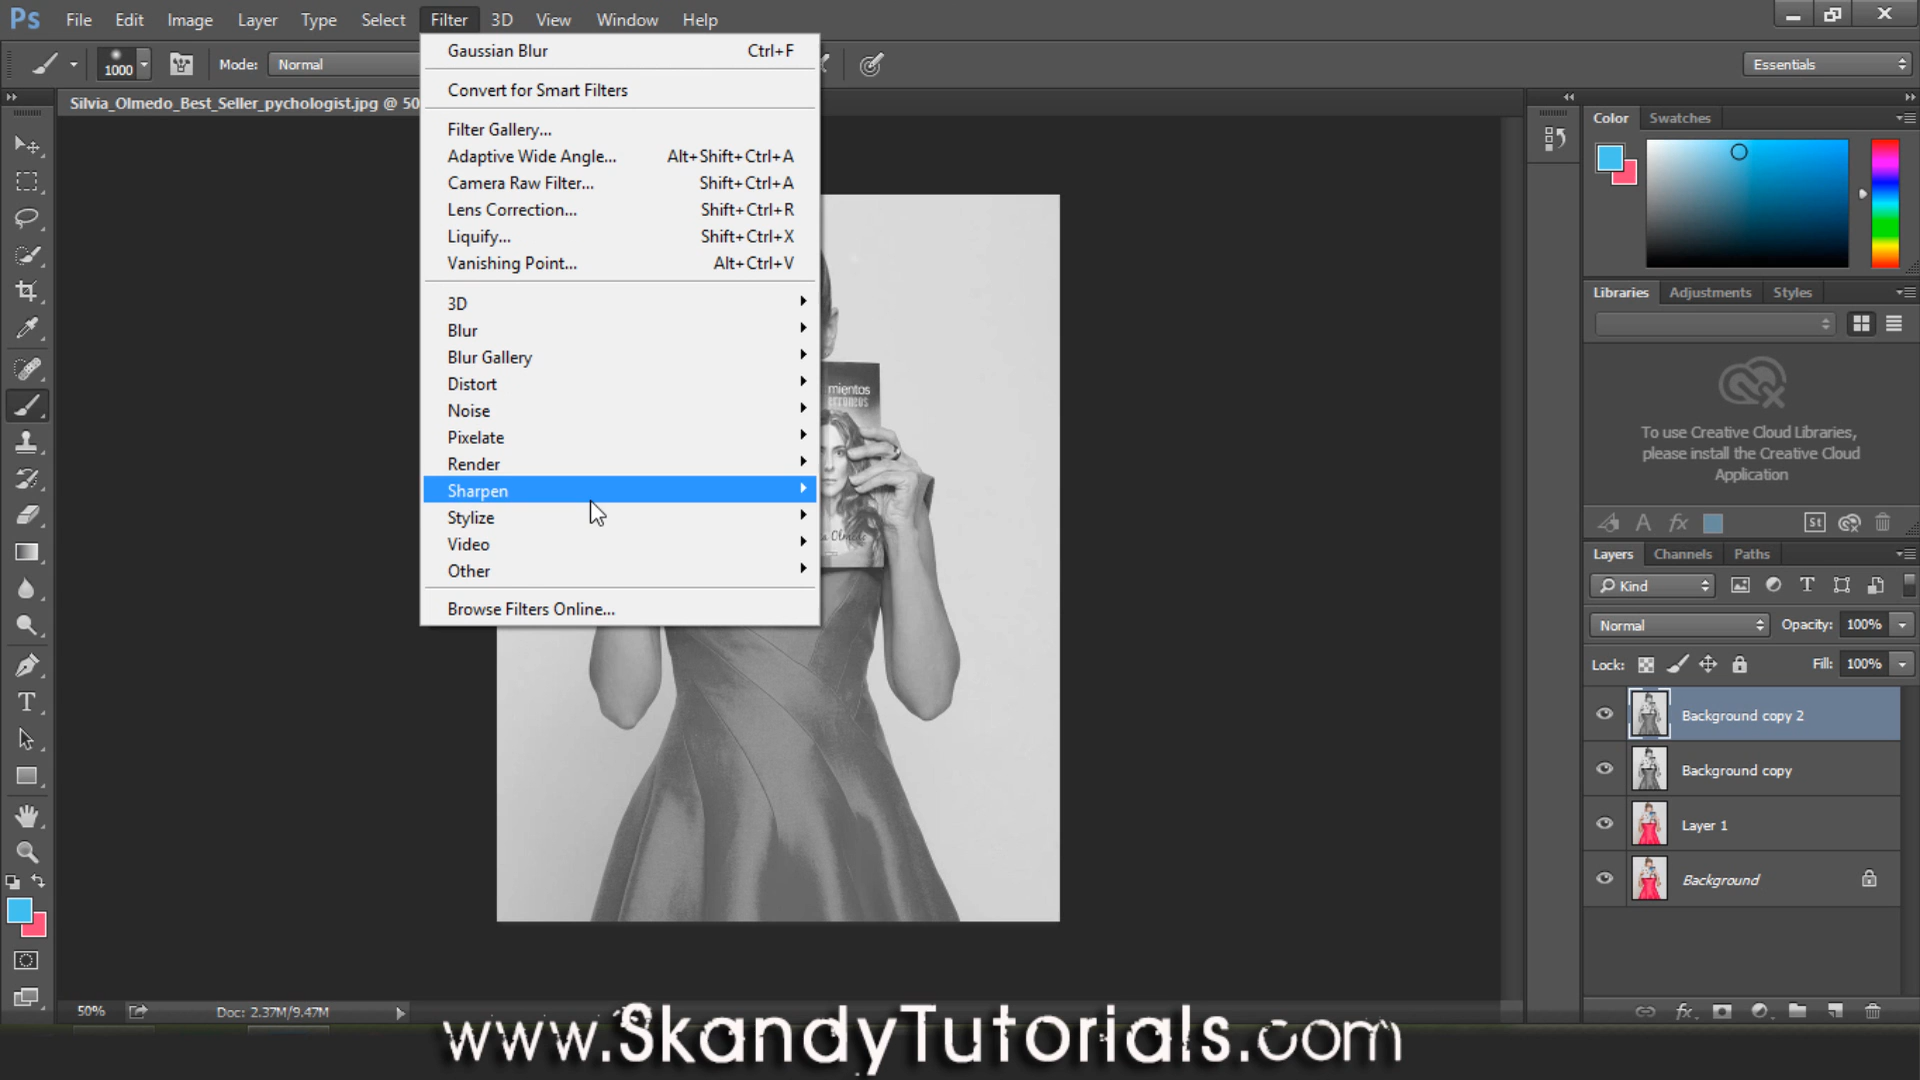 Ps File Edit Image Layer Type Select Filter 3D View Window Help
1000 Mode: Normal Essentials
Silvia_Olmedo_Best_Seller_pychologist.jpg @ 50
Gaussian Blur Ctrl+F
Convert for Smart Filters
Filter Gallery...
Adaptive Wide Angle... Alt+Shift+Ctrl+A
Camera Raw Filter... Shift+Ctrl+A
Lens Correction... Shift+Ctrl+R
Liquify... Shift+Ctrl+X
Vanishing Point... Alt+Ctrl+V
3D
Blur
Blur Gallery
Distort
Noise
Pixelate
Render
Sharpen
Stylize
Video
Other
Browse Filters Online...
mientos
erroneos
a Olmedo
Color Swatches
Libraries Adjustments Styles
To use Creative Cloud Libraries,
please install the Creative Cloud
Application
A fx St
Layers Channels Paths
Kind T
Normal Opacity: 100%
Lock: Fill: 100%
Background copy 2
Background copy
Layer 1
Background
fx
T
50% Doc: 2.37M/9.47M
www.SkandyTutorials.com